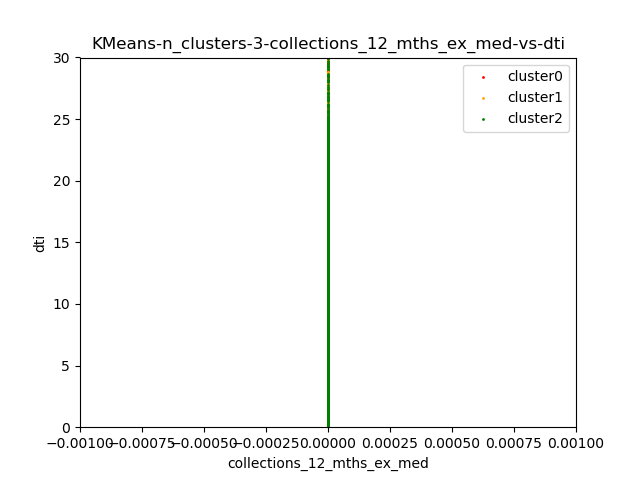 KMeans-n_clusters-3-collections_12_mths_ex_med-vs-dti
cluster0
cluster1
cluster2
30
25
20
15
10
5
0
dti
−0.00100 −0.00075 −0.00050 −0.00025 0.00000 0.00025 0.00050 0.00075 0.00100
collections_12_mths_ex_med